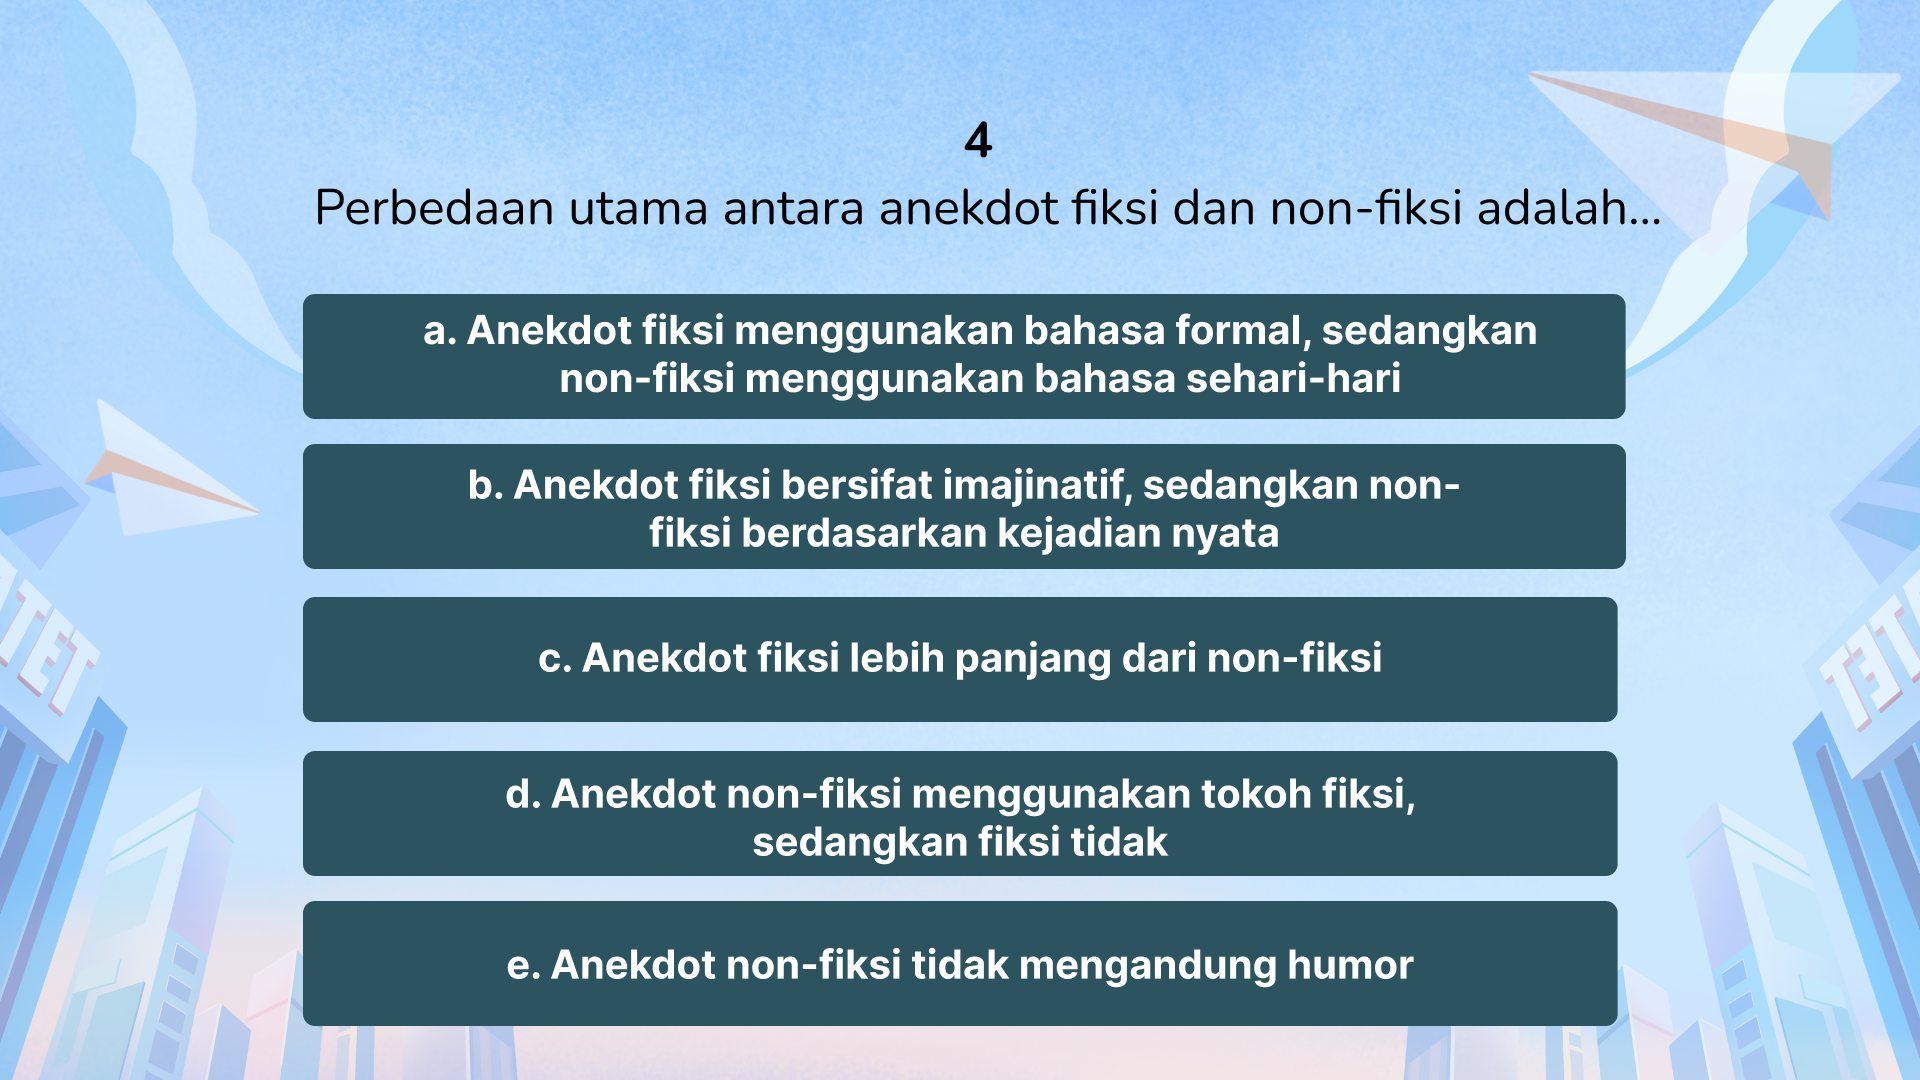 4
Perbedaan utama antara anekdot fiksi dan non-fiksi adalah...
a. Anekdot fiksi menggunakan bahasa formal, sedangkan
non-fiksi menggunakan bahasa sehari-hari
b. Anekdot fiksi bersifat imajinatif, sedangkan non-
fiksi berdasarkan kejadian nyata
c. Anekdot fiksi lebih panjang dari non-fiksi
d. Anekdot non-fiksi menggunakan tokoh fiksi,
sedangkan fiksi tidak
e. Anekdot non-fiksi tidak mengandung humor